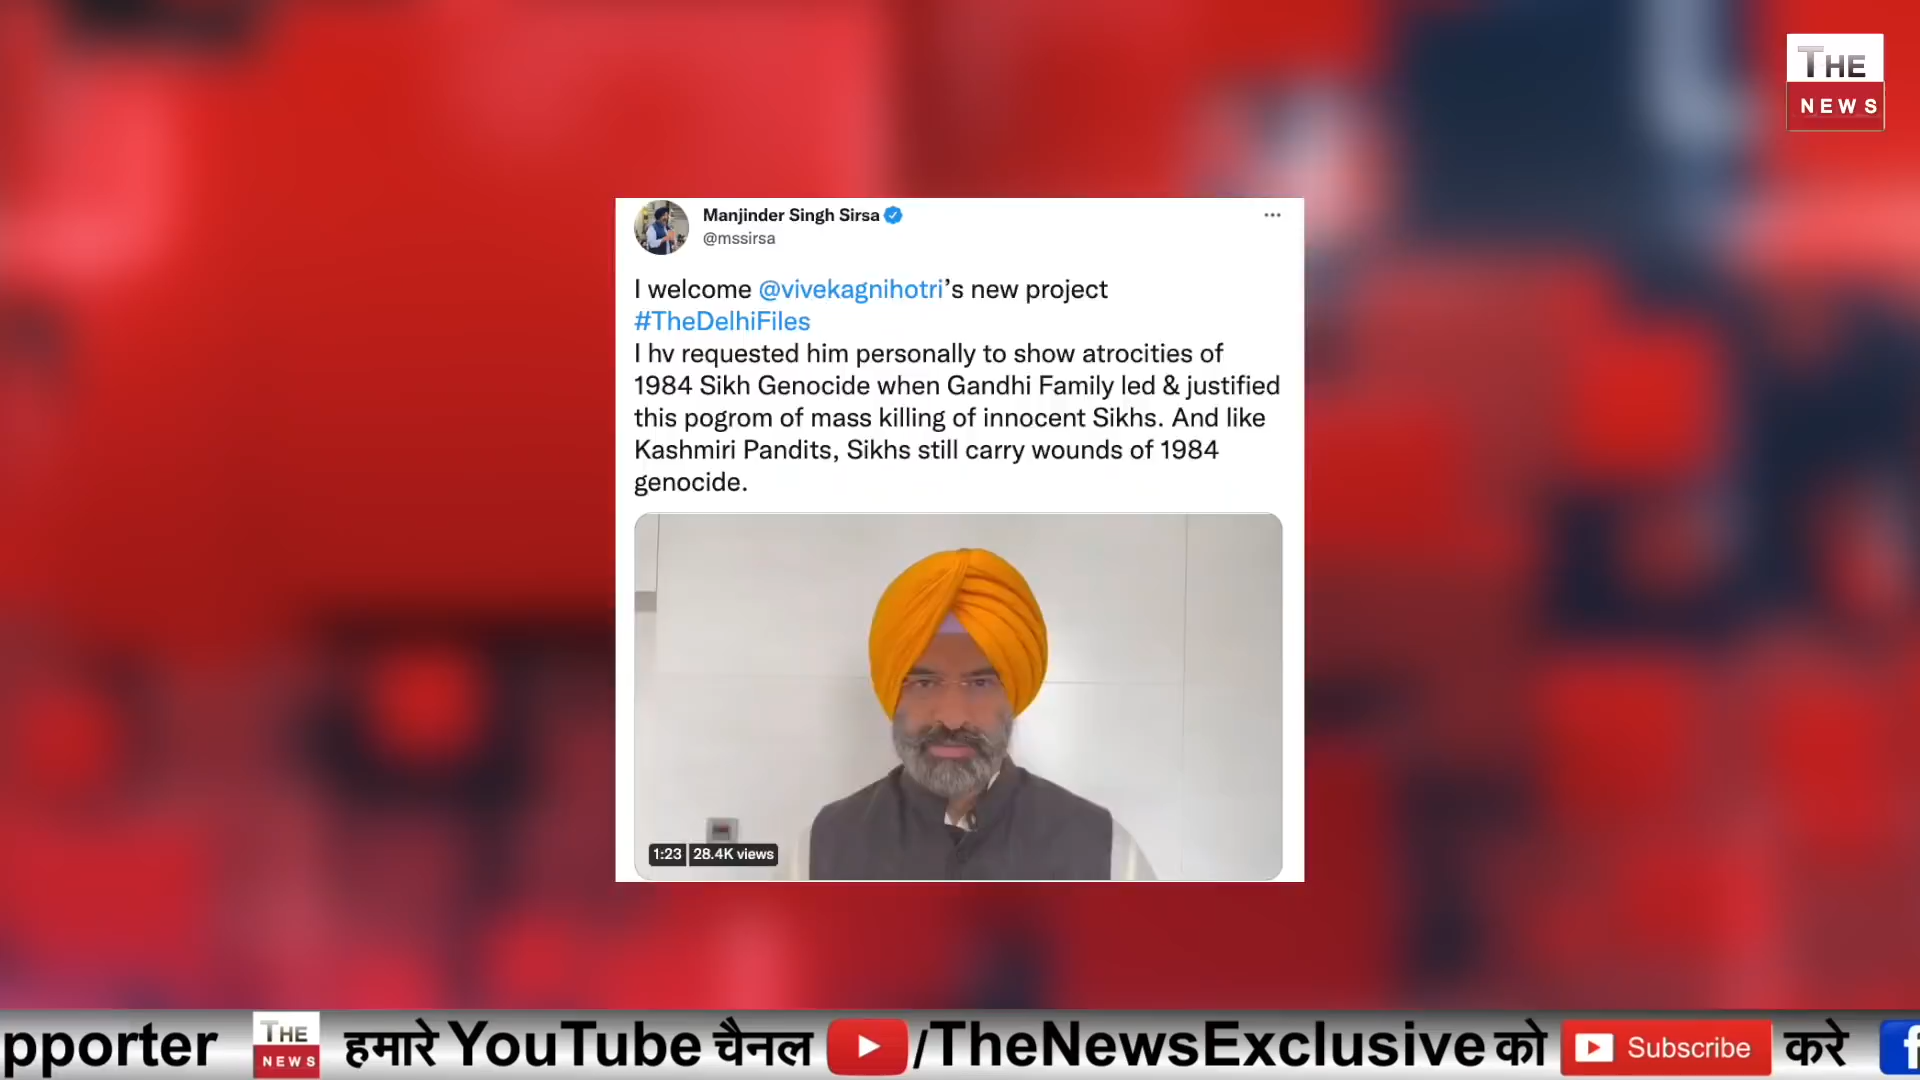 THE
NEWS
Manjinder Singh Sirsa
@mssirsa
I welcome @vivekagnihotri’s new project
#TheDelhiFiles
I hv requested him personally to show atrocities of
1984 Sikh Genocide when Gandhi Family led & justified
this pogrom of mass killing of innocent Sikhs. And like
Kashmiri Pandits, Sikhs still carry wounds of 1984
genocide.
1:23 28.4K views
pporter THE NEWS हमारे YouTube चैनल /TheNewsExclusive को Subscribe करे